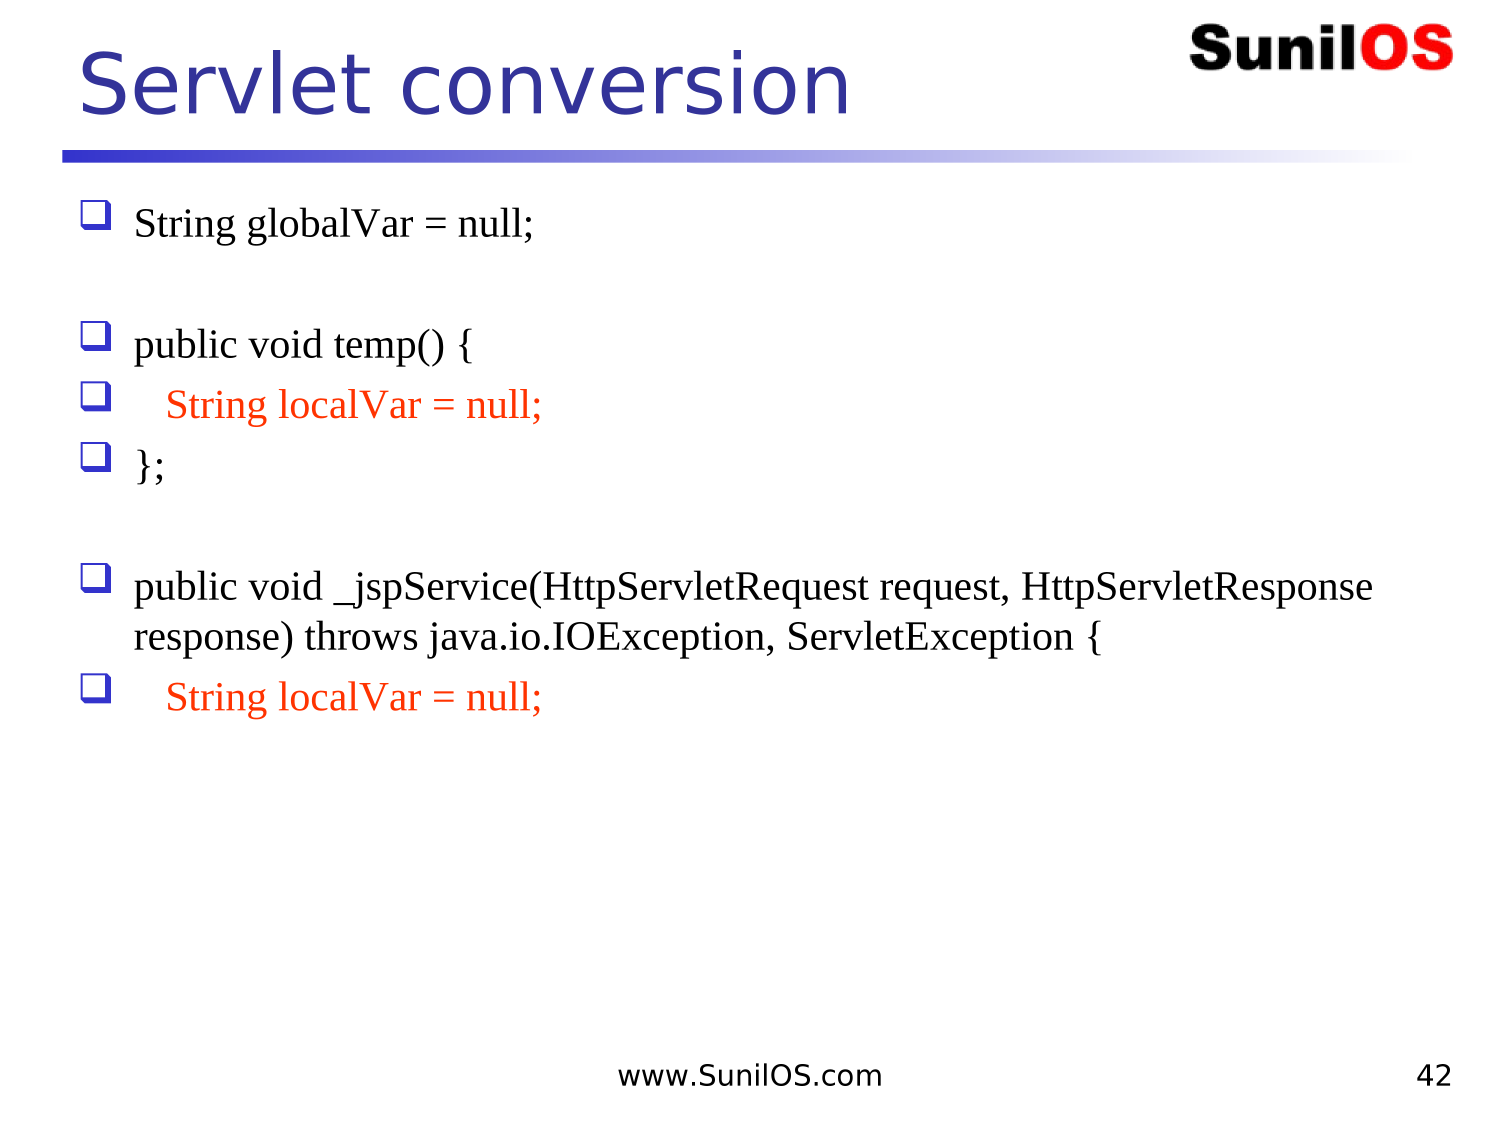 Servlet conversion
SunilOS
String globalVar = null;
public void temp() {
String localVar = null;
};
public void _jspService(HttpServletRequest request, HttpServletResponse
response) throws java.io.IOException, ServletException {
String localVar = null;
www.SunilOS.com
42